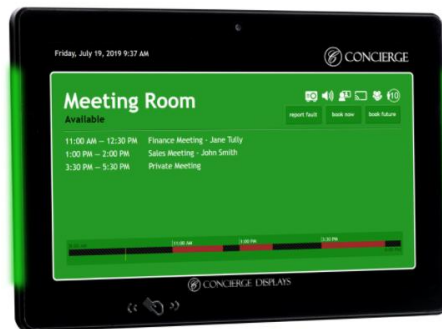 Friday, July 19, 2019 9:37 AM
CONCIERGE
Meeting Room
Available
10
report fault
book now
book future
11:00 AM — 12:30 PM Finance Meeting - Jane Tully
1:00 PM — 2:00 PM Sales Meeting - John Smith
3:30 PM — 5:30 PM Private Meeting
11:00 AM
1:00 PM
3:30 PM
CONCIERGE DISPLAYS